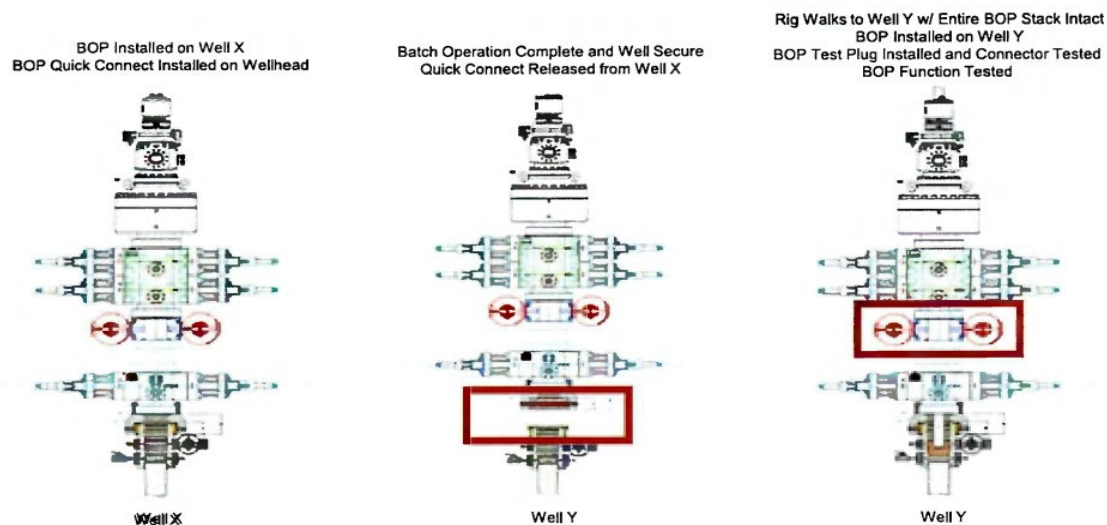 BOP Installed on Well X
BOP Quick Connect Installed on Wellhead
Batch Operation Complete and Well Secure
Quick Connect Released from Well X
Rig Walks to Well Y w/ Entire BOP Stack Intact
BOP Installed on Well Y
BOP Test Plug Installed and Connector Tested
BOP Function Tested
Well X
Well Y
Well Y